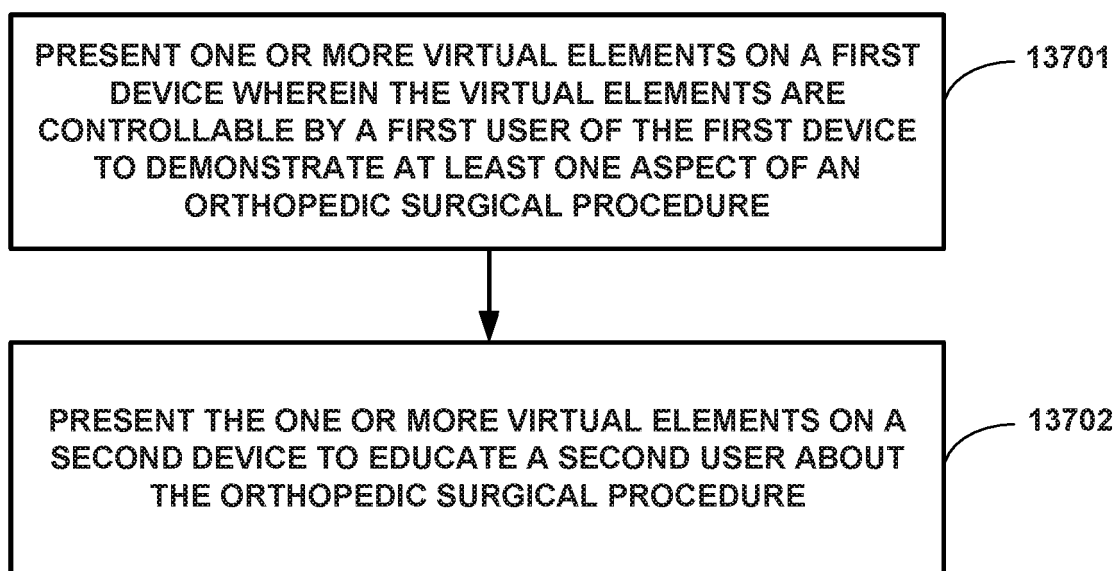 PRESENT ONE OR MORE VIRTUAL ELEMENTS ON A FIRST
DEVICE WHEREIN THE VIRTUAL ELEMENTS ARE
CONTROLLABLE BY A FIRST USER OF THE FIRST DEVICE
TO DEMONSTRATE AT LEAST ONE ASPECT OF AN
ORTHOPEDIC SURGICAL PROCEDURE
13701
PRESENT THE ONE OR MORE VIRTUAL ELEMENTS ON A
SECOND DEVICE TO EDUCATE A SECOND USER ABOUT
THE ORTHOPEDIC SURGICAL PROCEDURE
13702